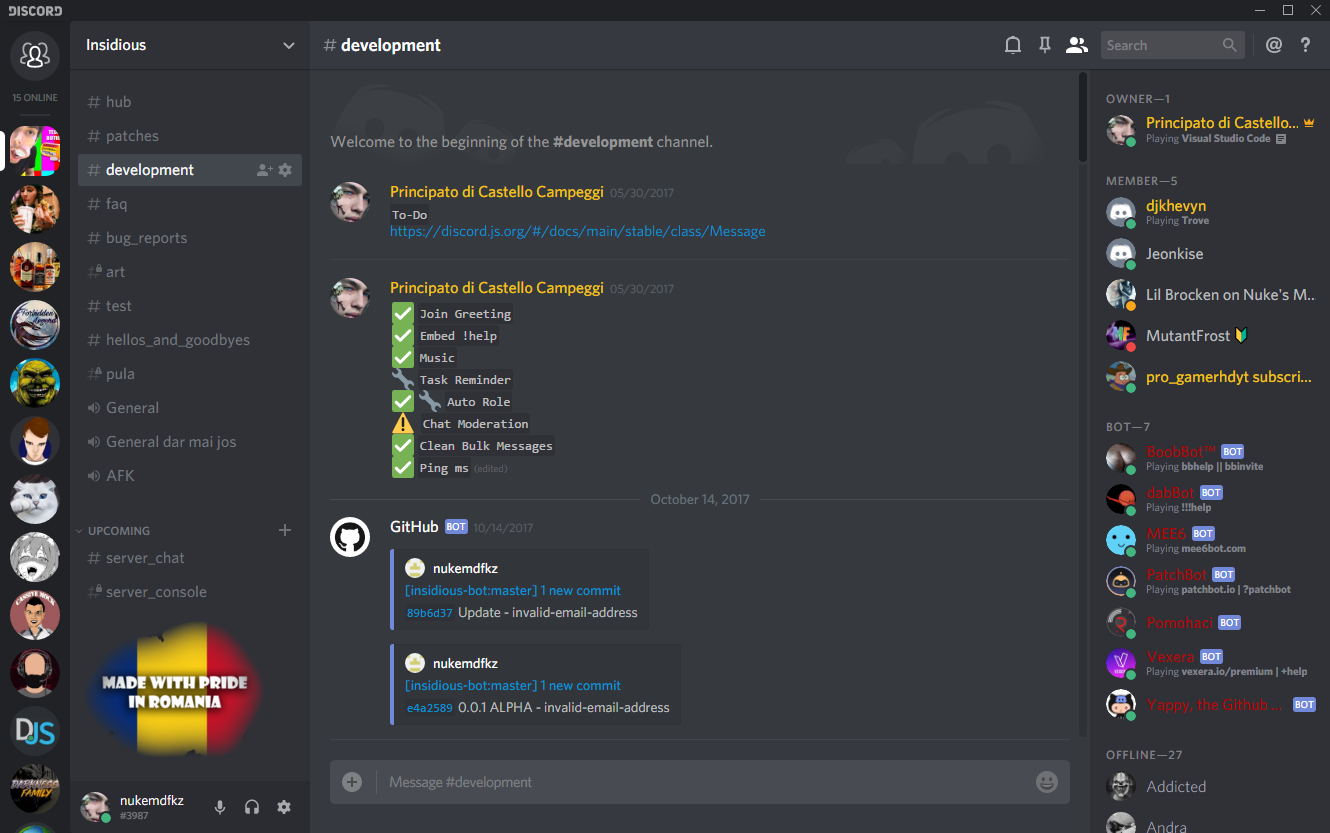 DISCORD
15 ONLINE
Insidious
# hub
# patches
# development
# faq
# bug_reports
# art
# test
# hellos_and_goodbyes
# pula
General
General dar mai jos
AFK
UPCOMING
# server_chat
# server_console
MADE WITH PRIDE
IN ROMANIA
nukemdfkz
#3987
# development
Search
Welcome to the beginning of the #development channel.
Principato di Castello Campeggi 05/30/2017
To-Do
https://discord.js.org/#/docs/main/stable/class/Message
Principato di Castello Campeggi 05/30/2017
✅ Join Greeting
✅ Embed !help
✅ Music
🔧 Task Reminder
✅ 🔧 Auto Role
⚠ Chat Moderation
✅ Clean Bulk Messages
✅ Ping ms (edited)
October 14, 2017
GitHub BOT 10/14/2017
nukemdfkz
[insidious-bot:master] 1 new commit
89b6d37 Update - invalid-email-address
nukemdfkz
[insidious-bot:master] 1 new commit
e4a2589 0.0.1 ALPHA - invalid-email-address
Message #development
OWNER—1
Principato di Castello...
Playing Visual Studio Code
MEMBER—5
djkhevyn
Playing Trove
Jeonkise
Lil Brocken on Nuke's M...
MutantFrost 🔰
pro_gamerhdyt subscri...
BOT—7
BoobBot™ BOT
Playing bbhelp || bbinvite
dabBot BOT
Playing !!!help
MEE6 BOT
Playing mee6bot.com
PatchBot BOT
Playing patchbot.io | ?patchbot
Pomohaci BOT
Vexera BOT
Playing vexera.io/premium | +help
Yappy, the Github ... BOT
OFFLINE—27
Addicted
Andra
Forbidden
DJS
DARKNESS
FAMILY